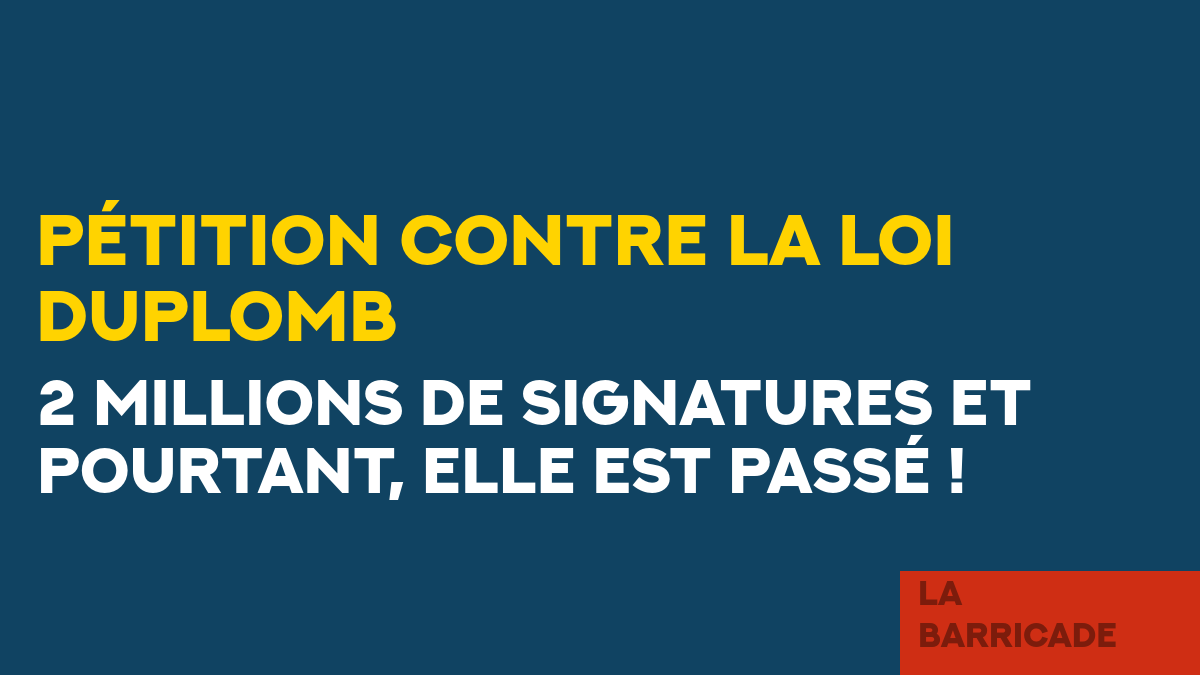 PÉTITION CONTRE LA LOI
DUPLOMB
2 MILLIONS DE SIGNATURES ET
POURTANT, ELLE EST PASSÉ !
LA
BARRICADE